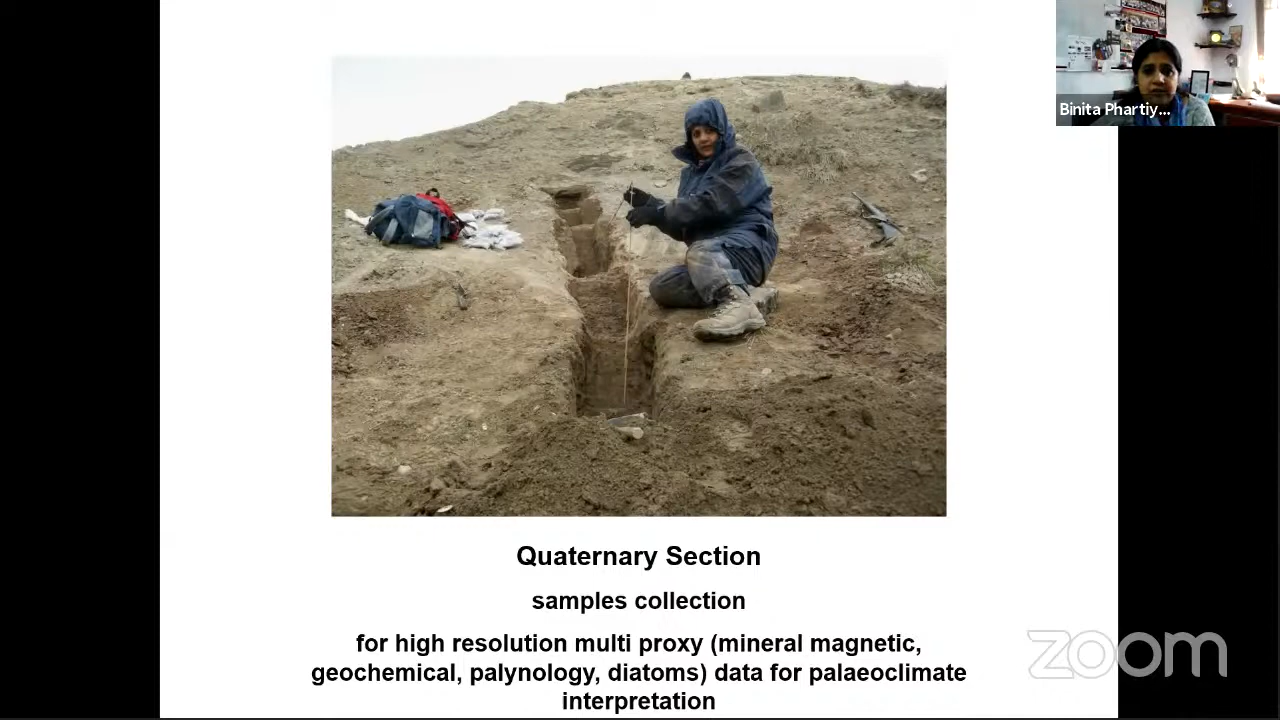 Binita Phartiy...
Quaternary Section
samples collection
for high resolution multi proxy (mineral magnetic,
geochemical, palynology, diatoms) data for palaeoclimate
interpretation
zoom